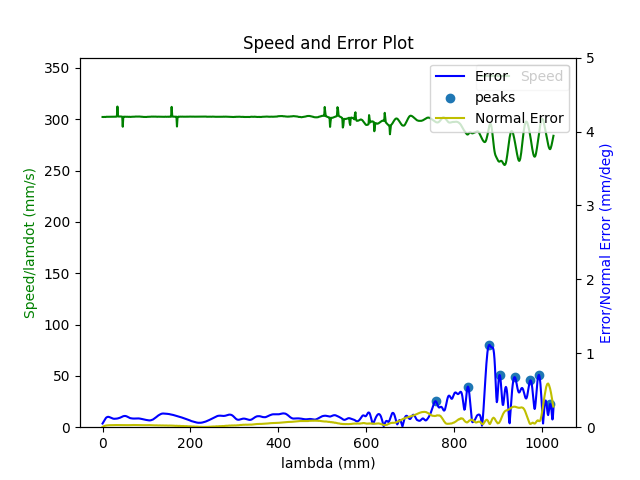 Speed and Error Plot
Speed/lamdot (mm/s)
350
300
250
200
150
100
50
0
0
200
400
600
800
1000
lambda (mm)
5
4
3
2
1
0
Error/Normal Error (mm/deg)
Error
Speed
peaks
Normal Error